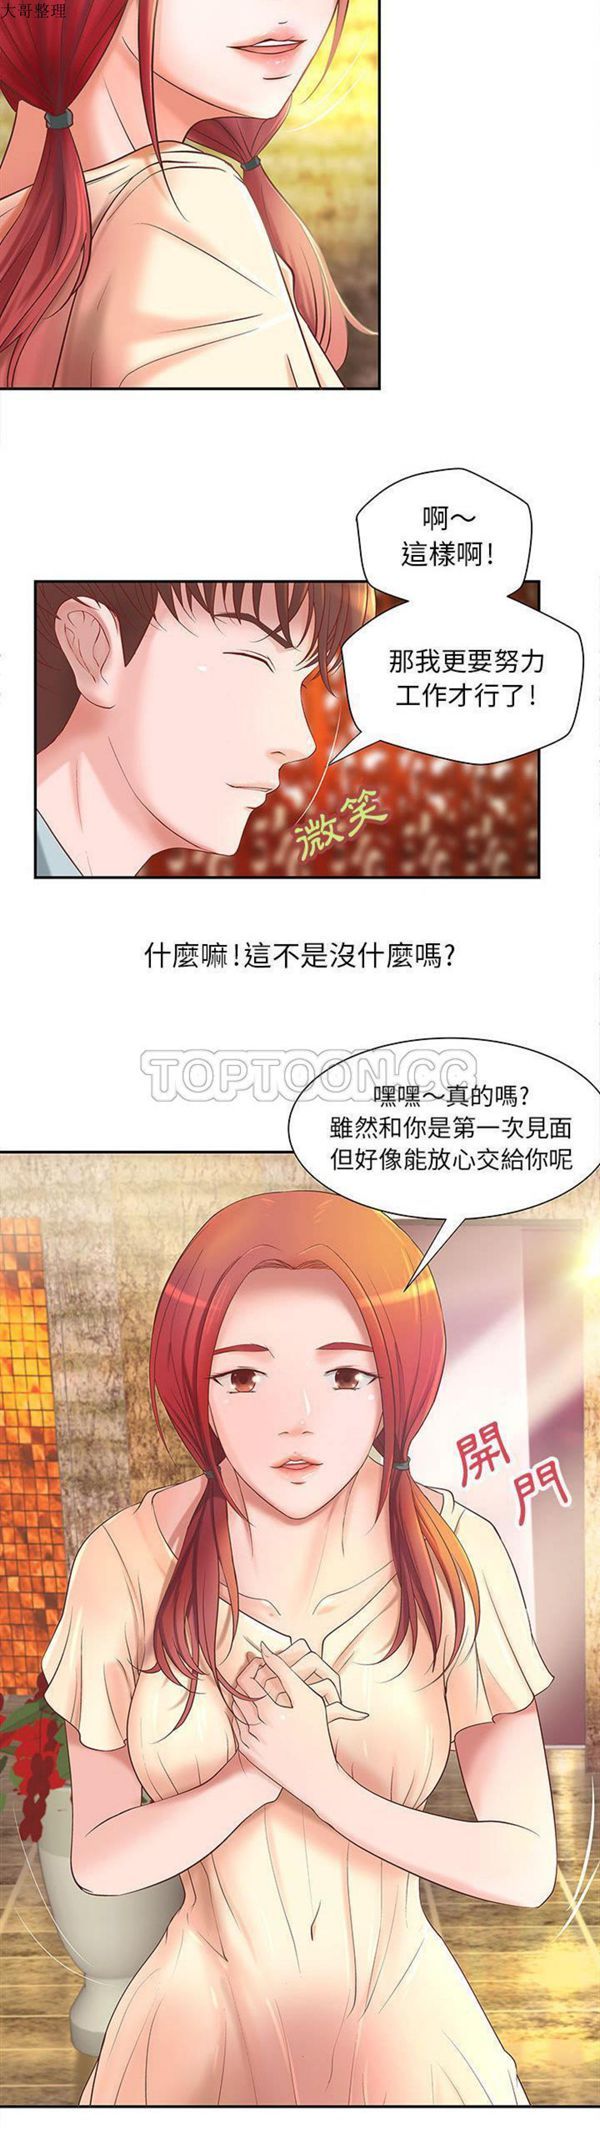 大哥整理
啊～
這樣啊!
那我更要努力
工作才行了!
微笑
什麼嘛!這不是沒什麼嗎?
TOPTOON.CC
嘿嘿～真的嗎?
雖然和你是第一次見面
但好像能放心交給你呢
開門